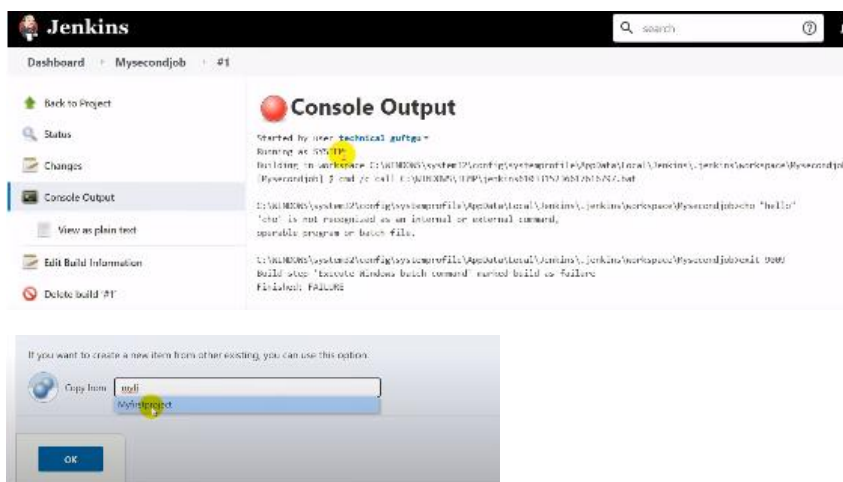 Jenkins
search
Dashboard Mysecondjob #1
Back to Project
Status
Changes
Console Output
View as plain text
Edit Build Information
Delete build '#1'
Console Output
Started by user technical guftgu
Running as SYSTEM
Building in workspace C:\WINDOWS\system32\config\systemprofile\AppData\Local\Jenkins\.jenkins\workspace\Mysecondjob
[Mysecondjob] $ cmd /c call
C:\WINDOWS\system32\config\systemprofile\AppData\Local\Jenkins\.jenkins\workspace\Mysecondjob>cho "hello"
'cho' is not recognized as an internal or external command,
operable program or batch file.
C:\WINDOWS\system32\config\systemprofile\AppData\Local\Jenkins\.jenkins\workspace\Mysecondjob>exit 9009
Build step 'Execute Windows batch command' marked build as failure
Finished: FAILURE
If you want to create a new item from other existing, you can use this option
Copy from myfi
Myfirstproject
OK